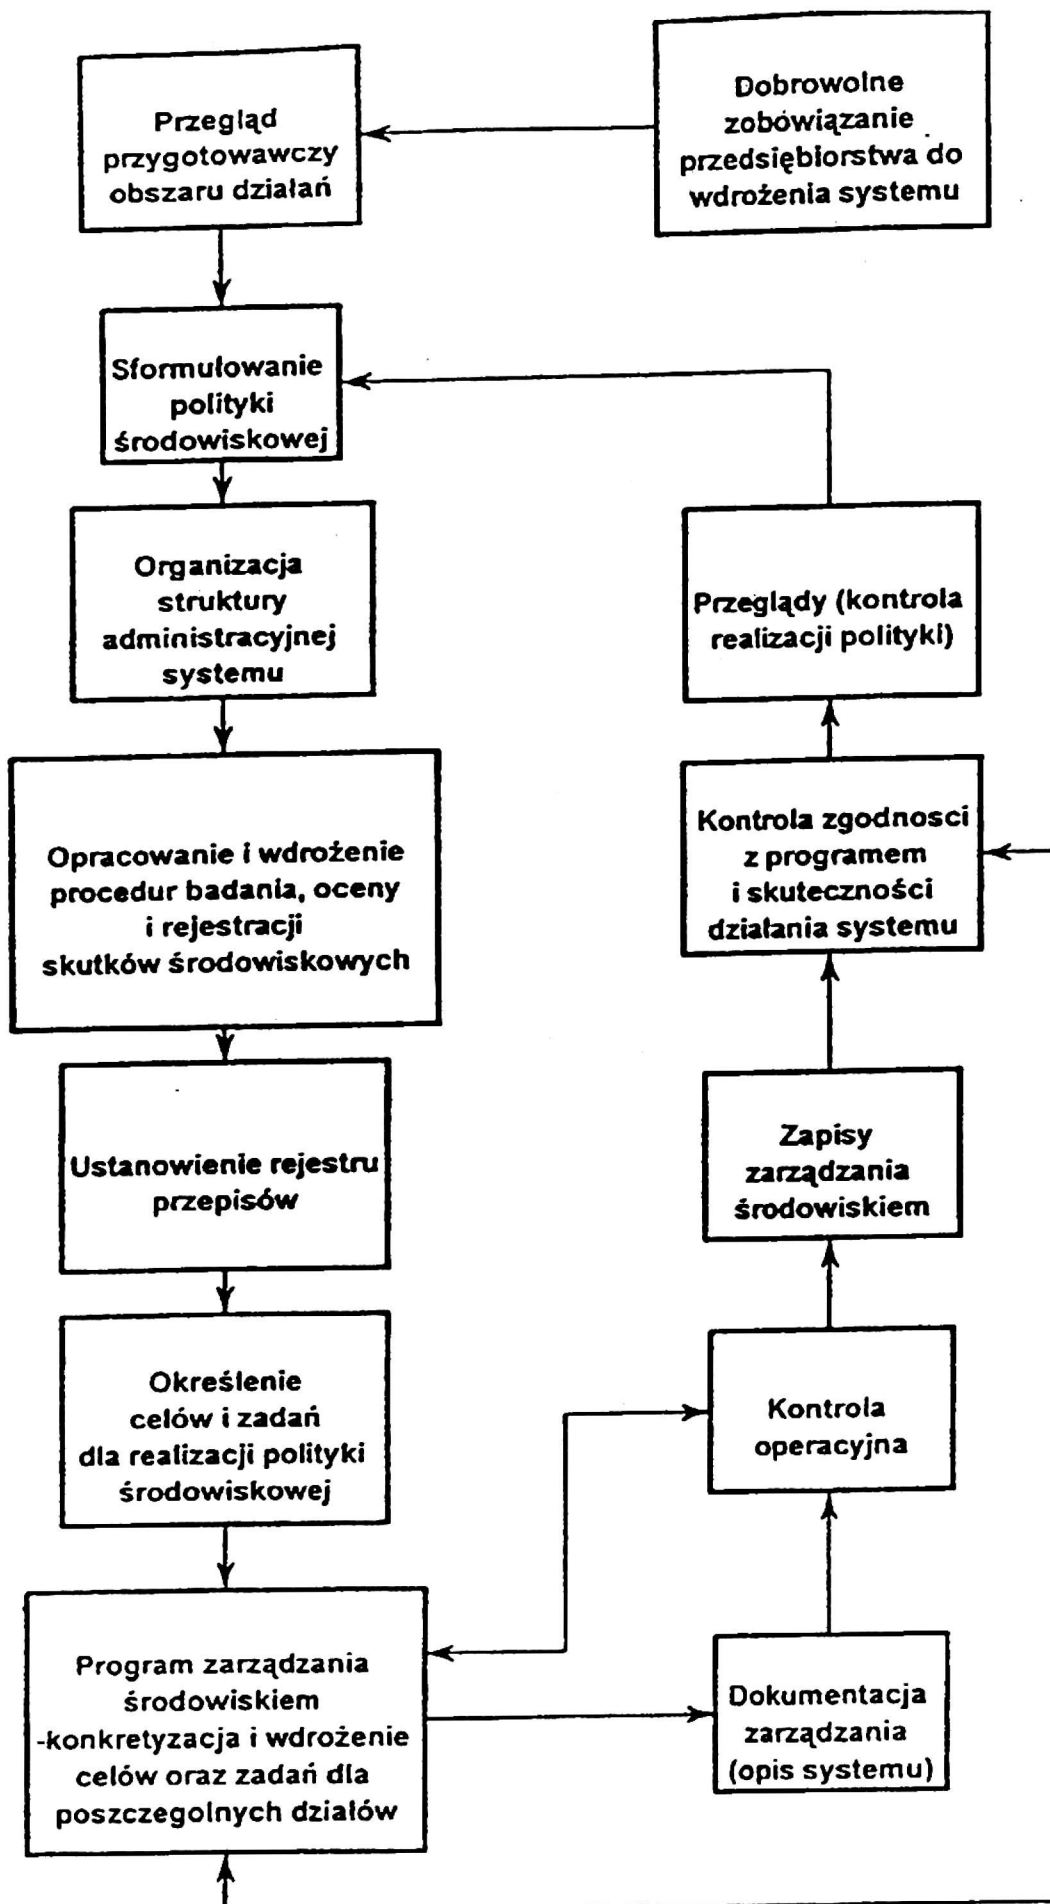 Przegląd
przygotowawczy
obszaru działań
Dobrowolne
zobówiązanie
przedsiębiorstwa do
wdrożenia systemu
Sformułowanie
polityki
środowiskowej
Organizacja
struktury
administracyjnej
systemu
Przeglądy (kontrola
realizacji polityki)
Opracowanie i wdrożenie
procedur badania, oceny
i rejestracji
skutków środowiskowych
Kontrola zgodnosci
z programem
i skuteczności
działania systemu
Ustanowienie rejestru
przepisów
Zapisy
zarządzania
środowiskiem
Określenie
celów i zadań
dla realizacji polityki
środowiskowej
Kontrola
operacyjna
Program zarządzania
środowiskiem
-konkretyzacja i wdrożenie
celów oraz zadań dla
poszczegolnych działów
Dokumentacja
zarządzania
(opis systemu)